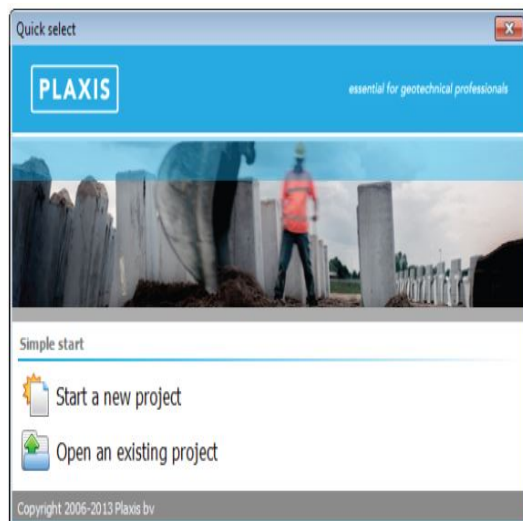 Quick select
PLAXIS
essential for geotechnical professionals
Simple start
Start a new project
Open an existing project
Copyright 2006-2013 Plaxis bv